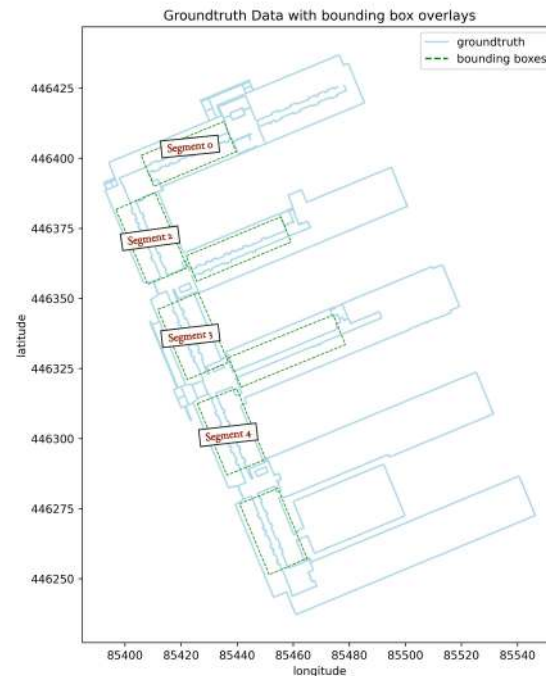 Groundtruth Data with bounding box overlays
groundtruth
bounding boxes
Segment 0
Segment 2
Segment 3
Segment 4
latitude
446425
446400
446375
446350
446325
446300
446275
446250
85400 85420 85440 85460 85480 85500 85520 85540
longitude